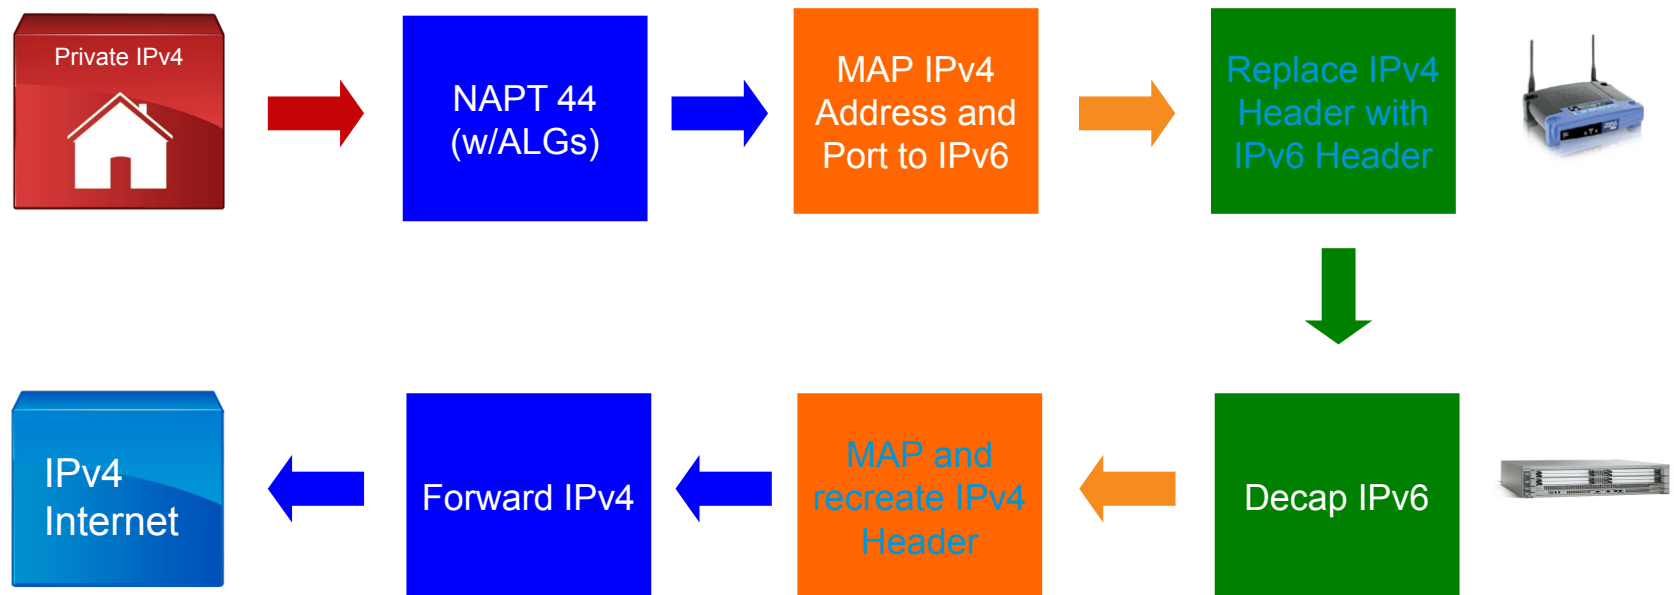 Private IPv4
NAPT 44
(w/ALGs)
MAP IPv4
Address and
Port to IPv6
Replace IPv4
Header with
IPv6 Header
IPv4
Internet
Forward IPv4
MAP and
recreate IPv4
Header
Decap IPv6